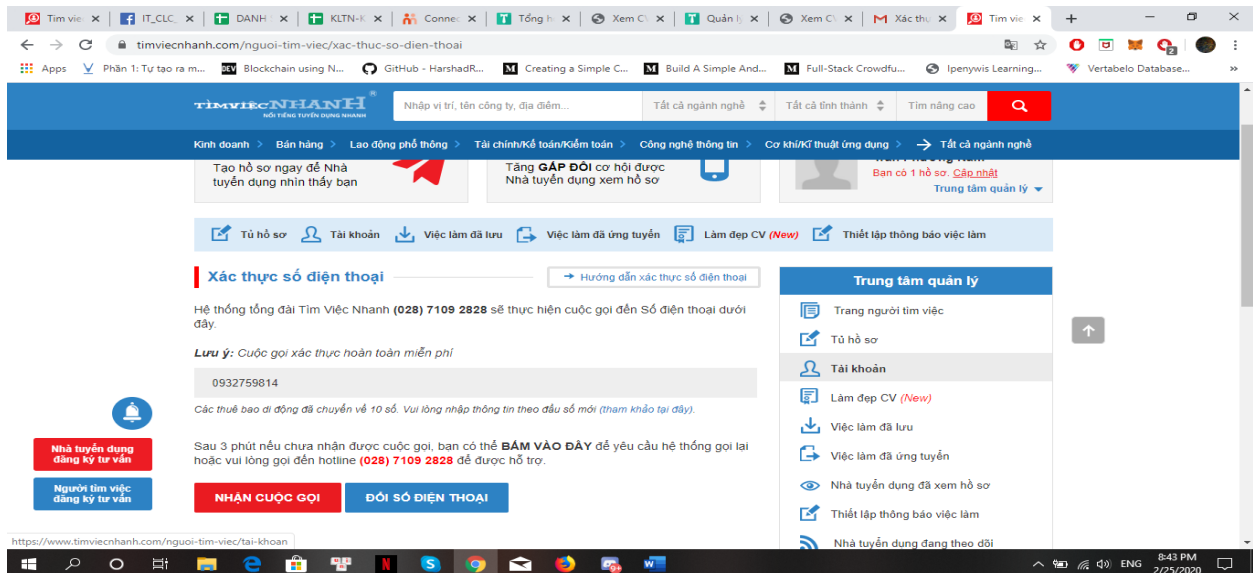 Tim vie
IT_CLC_
DANH
KLTN-K
Connec
Tổng h
Xem C
Quản l
Xem C
Xác thụ
Tim vie
timviecnhanh.com/nguoi-tim-viec/xac-thuc-so-dien-thoai
Apps
Phần 1: Tự tạo ra m...
Blockchain using N...
GitHub - HarshadR...
Creating a Simple C...
Build A Simple And...
Full-Stack Crowdfu...
Ipenywis Learning...
Vertabelo Database...
»
TÌMVIỆCNHANH®
NỔI TIẾNG TUYỂN DỤNG NHANH
Nhập vị trí, tên công ty, địa điểm...
Tất cả ngành nghề
Tất cả tỉnh thành
Tìm nâng cao
Kinh doanh > Bán hàng > Lao động phổ thông > Tài chính/Kế toán/Kiểm toán > Công nghệ thông tin > Cơ khí/Kĩ thuật ứng dụng > → Tất cả ngành nghề
Tạo hồ sơ ngay để Nhà
tuyển dụng nhìn thấy bạn
Tăng GẤP ĐÔI cơ hội được
Nhà tuyển dụng xem hồ sơ
Bạn có 1 hồ sơ. Cập nhật
Trung tâm quản lý
Tủ hồ sơ
Tài khoản
Việc làm đã lưu
Việc làm đã ứng tuyển
Làm đẹp CV (New)
Thiết lập thông báo việc làm
Xác thực số điện thoại
→ Hướng dẫn xác thực số điện thoại
Hệ thống tổng đài Tìm Việc Nhanh (028) 7109 2828 sẽ thực hiện cuộc gọi đến Số điện thoại dưới
đây.
Lưu ý: Cuộc gọi xác thực hoàn toàn miễn phí
0932759814
Các thuê bao di động đã chuyển về 10 số. Vui lòng nhập thông tin theo đầu số mới (tham khảo tại đây).
Sau 3 phút nếu chưa nhận được cuộc gọi, bạn có thể BẤM VÀO ĐÂY để yêu cầu hệ thống gọi lại
hoặc vui lòng gọi đến hotline (028) 7109 2828 để được hỗ trợ.
NHẬN CUỘC GỌI
ĐỔI SỐ ĐIỆN THOẠI
Trung tâm quản lý
Trang người tìm việc
Tủ hồ sơ
Tài khoản
Làm đẹp CV (New)
Việc làm đã lưu
Việc làm đã ứng tuyển
Nhà tuyển dụng đã xem hồ sơ
Thiết lập thông báo việc làm
Nhà tuyển dụng đang theo dõi
Nhà tuyển dụng
đăng ký tư vấn
Người tìm việc
đăng ký tư vấn
https://www.timviecnhanh.com/nguoi-tim-viec/tai-khoan
ENG
8:43 PM
2/25/2020